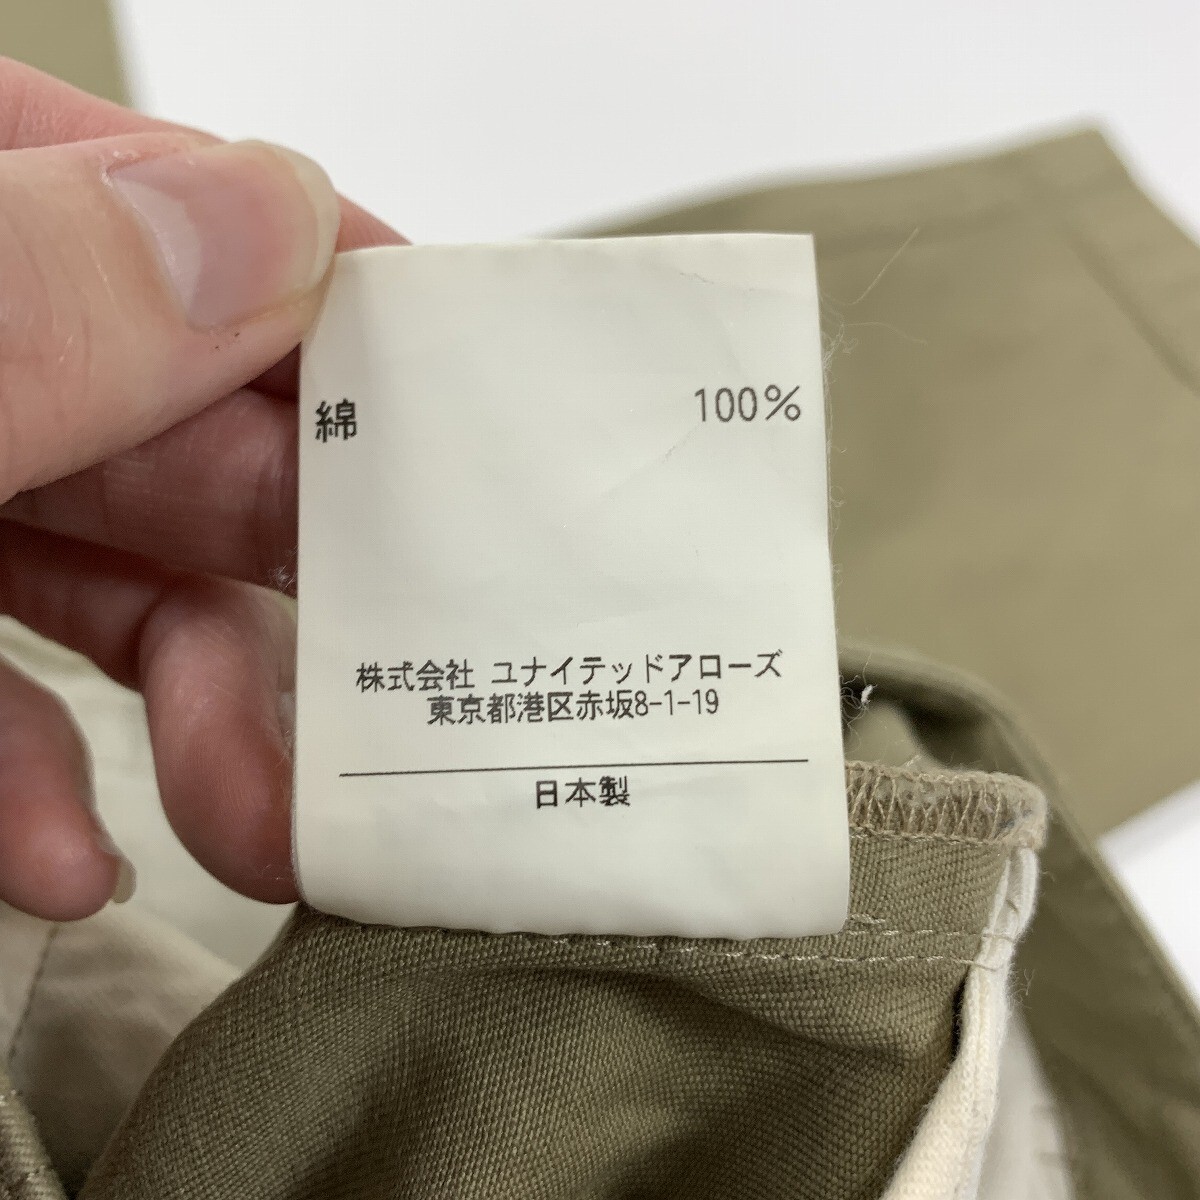 綿 100%
株式会社 ユナイテッドアローズ
東京都港区赤坂8-1-19
日本製